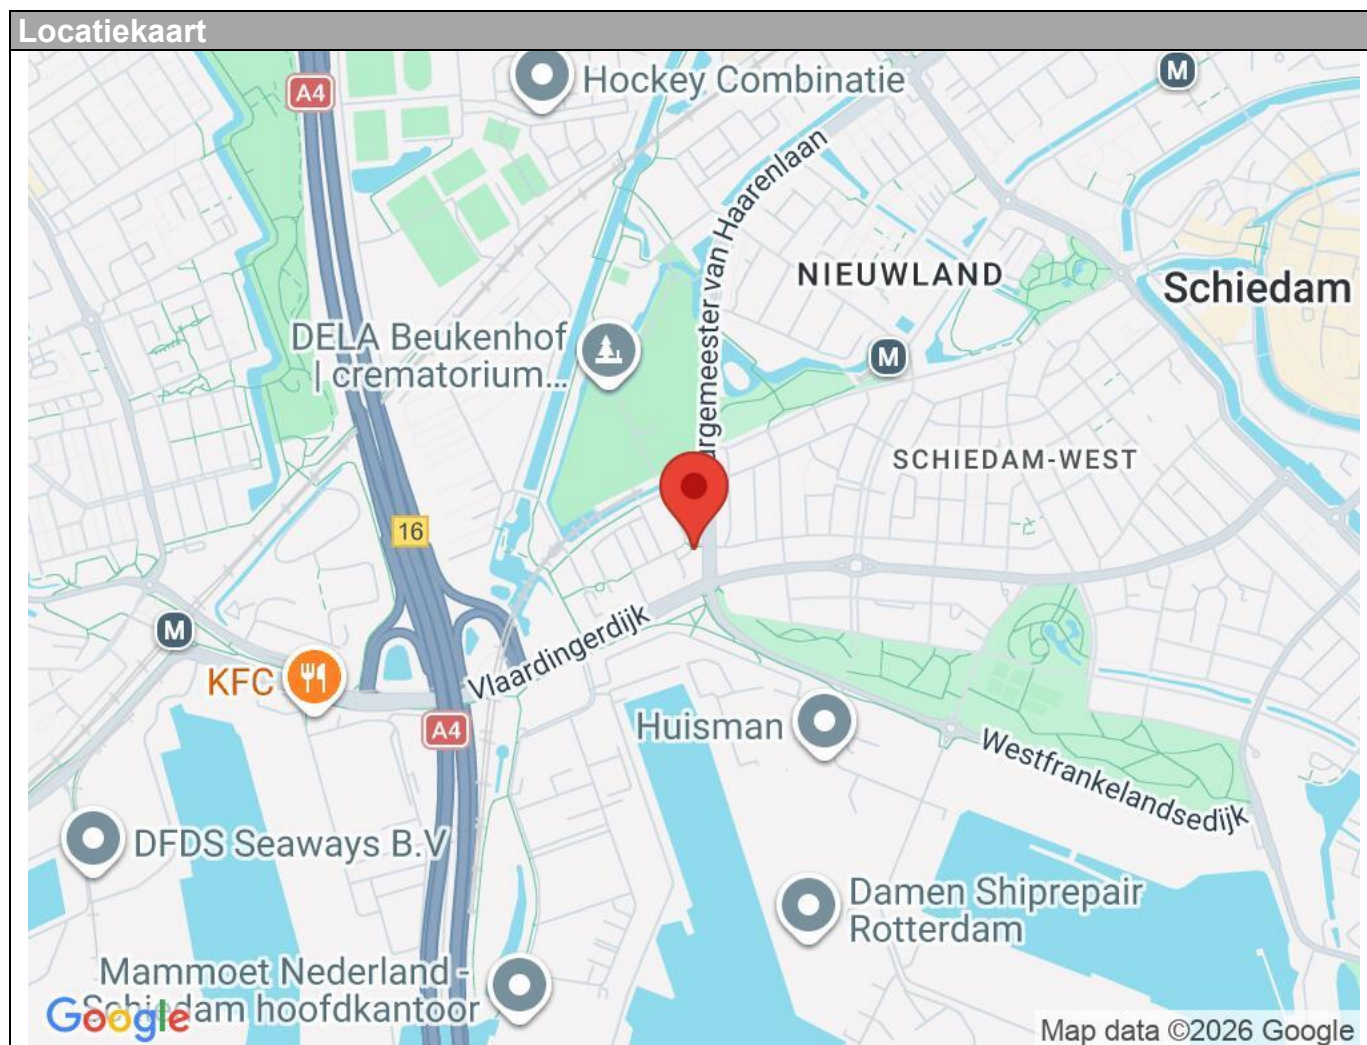 Locatiekaart
A4
Hockey Combinatie
M
Burgemeester van Haarenlaan
NIEUWLAND
Schiedam
DELA Beukenhof
| crematorium...
M
SCHIEDAM-WEST
16
M
Vlaardingerdijk
KFC
A4
Huisman
Westfrankelandsedijk
DFDS Seaways B.V
Damen Shiprepair
Rotterdam
Mammoet Nederland -
Schiedam hoofdkantoor
Google
Map data ©2026 Google